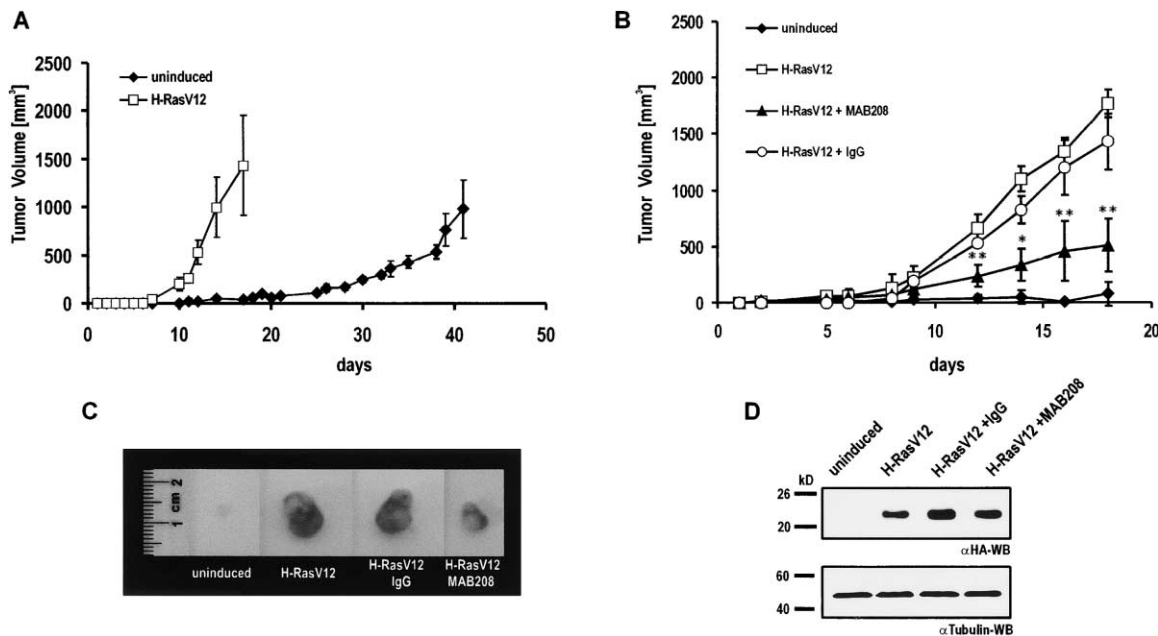 A
2500
2000
1500
1000
500
0
Tumor Volume [mm³]
uninduced
H-RasV12
0 10 20 30 40 50
days
B
2500
2000
1500
1000
500
0
Tumor Volume [mm³]
uninduced
H-RasV12
H-RasV12 + MAB208
H-RasV12 + IgG
** * ** **
0 5 10 15 20
days
C
2
1 cm
uninduced
H-RasV12
H-RasV12
IgG
H-RasV12
MAB208
D
uninduced
H-RasV12
H-RasV12 +IgG
H-RasV12 +MAB208
kD
26
20
αHA-WB
60
40
αTubulin-WB